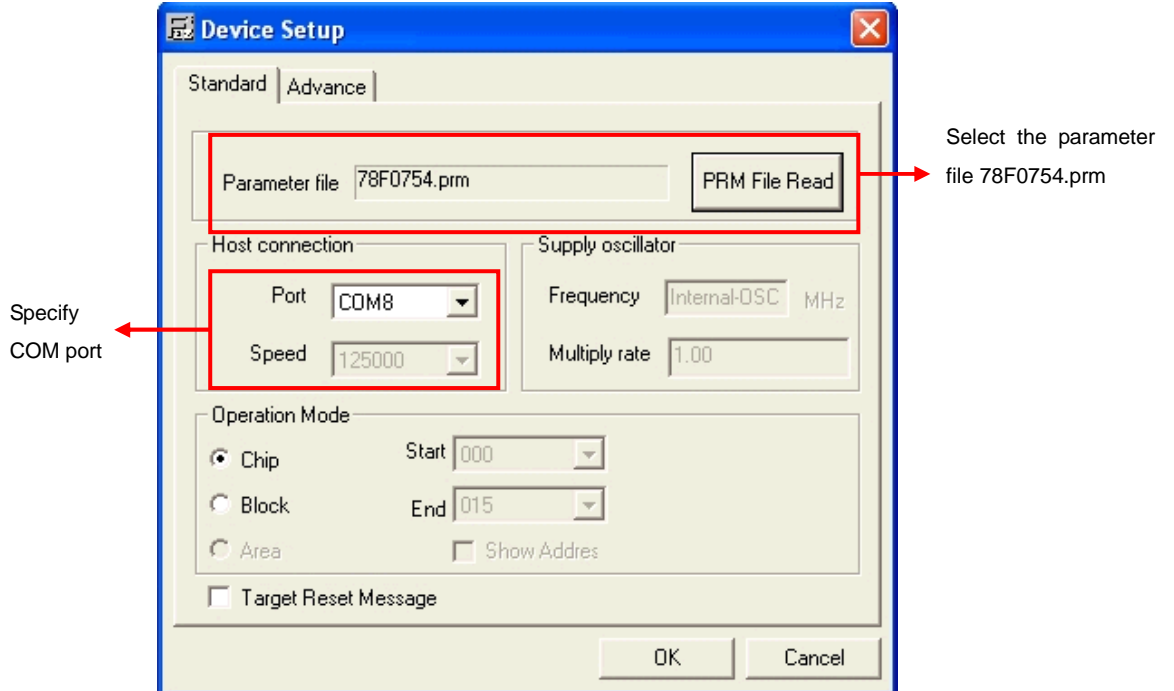 Device Setup
Standard Advance
Parameter file 78F0754.prm PRM File Read
Select the parameter
file 78F0754.prm
Host connection
Port COM8
Speed 125000
Specify
COM port
Supply oscillator
Frequency Internal-OSC MHz
Multiply rate 1.00
Operation Mode
Chip Start 000
Block End 015
Area Show Addres
Target Reset Message
OK Cancel